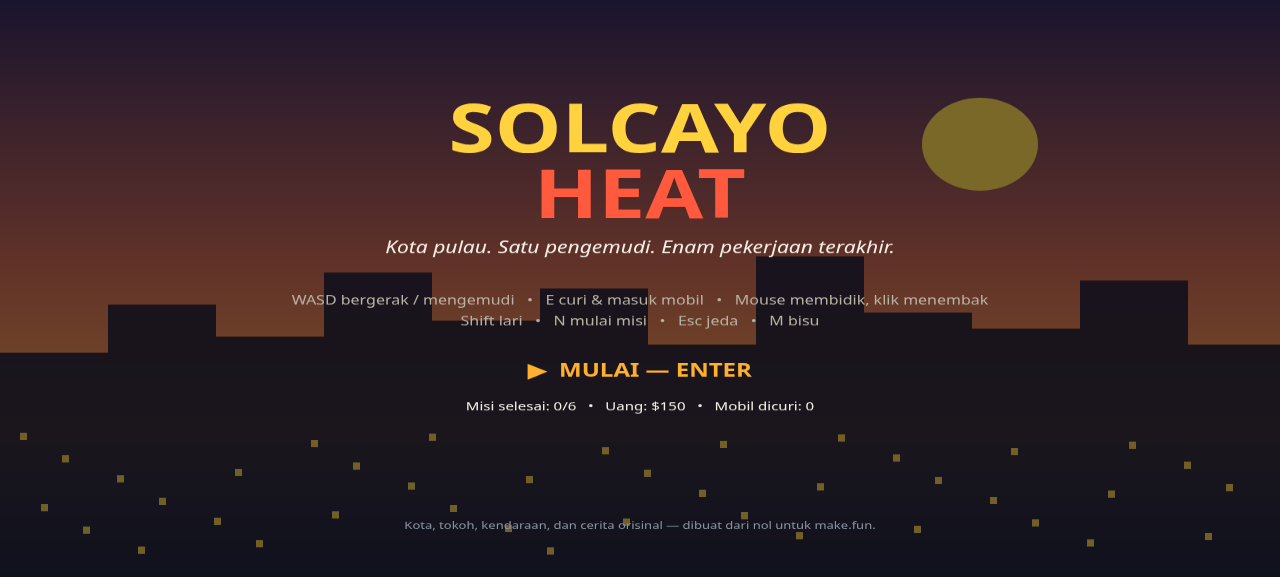 SOLCAYO
HEAT
Kota pulau. Satu pengemudi. Enam pekerjaan terakhir.
WASD bergerak / mengemudi • E curi & masuk mobil • Mouse membidik, klik menembak
Shift lari • N mulai misi • Esc jeda • M bisu
► MULAI — ENTER
Misi selesai: 0/6 • Uang: $150 • Mobil dicuri: 0
Kota, tokoh, kendaraan, dan cerita orisinal — dibuat dari nol untuk make.fun.